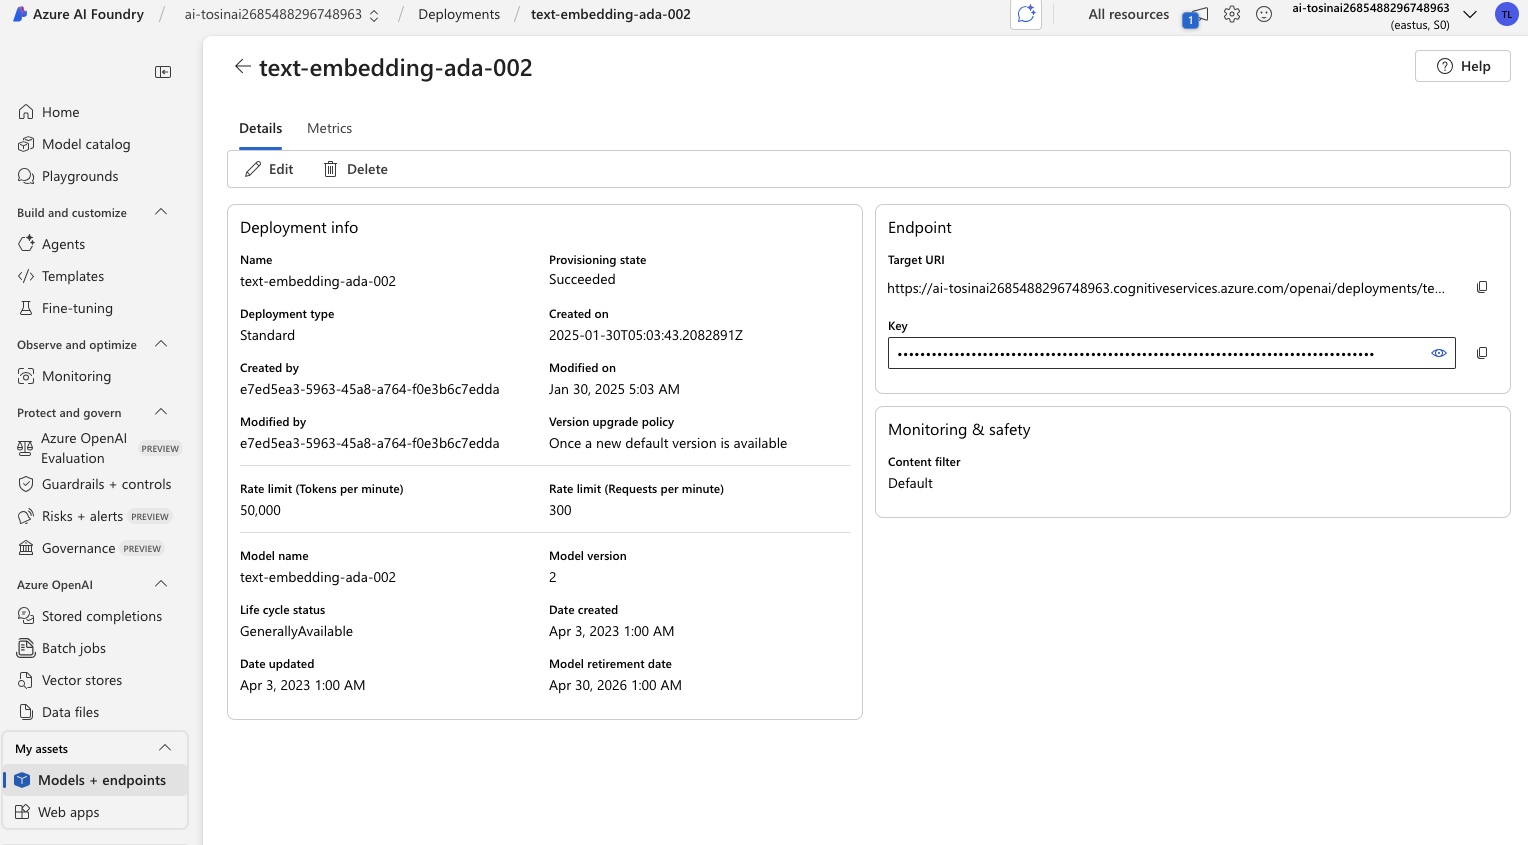 Azure AI Foundry / ai-tosinai2685488296748963 / Deployments / text-embedding-ada-002
All resources
1
ai-tosinai2685488296748963
(eastus, S0)
TL
text-embedding-ada-002
Help
Home
Model catalog
Playgrounds
Build and customize
Agents
Templates
Fine-tuning
Observe and optimize
Monitoring
Protect and govern
Azure OpenAI
Evaluation
PREVIEW
Guardrails + controls
Risks + alerts PREVIEW
Governance PREVIEW
Azure OpenAI
Stored completions
Batch jobs
Vector stores
Data files
My assets
Models + endpoints
Web apps
Details Metrics
Edit Delete
Deployment info
Name
text-embedding-ada-002
Provisioning state
Succeeded
Deployment type
Standard
Created on
2025-01-30T05:03:43.2082891Z
Created by
e7ed5ea3-5963-45a8-a764-f0e3b6c7edda
Modified on
Jan 30, 2025 5:03 AM
Modified by
e7ed5ea3-5963-45a8-a764-f0e3b6c7edda
Version upgrade policy
Once a new default version is available
Rate limit (Tokens per minute)
50,000
Rate limit (Requests per minute)
300
Model name
text-embedding-ada-002
Model version
2
Life cycle status
GenerallyAvailable
Date created
Apr 3, 2023 1:00 AM
Date updated
Apr 3, 2023 1:00 AM
Model retirement date
Apr 30, 2026 1:00 AM
Endpoint
Target URI
https://ai-tosinai2685488296748963.cognitiveservices.azure.com/openai/deployments/te...
Key
Monitoring & safety
Content filter
Default